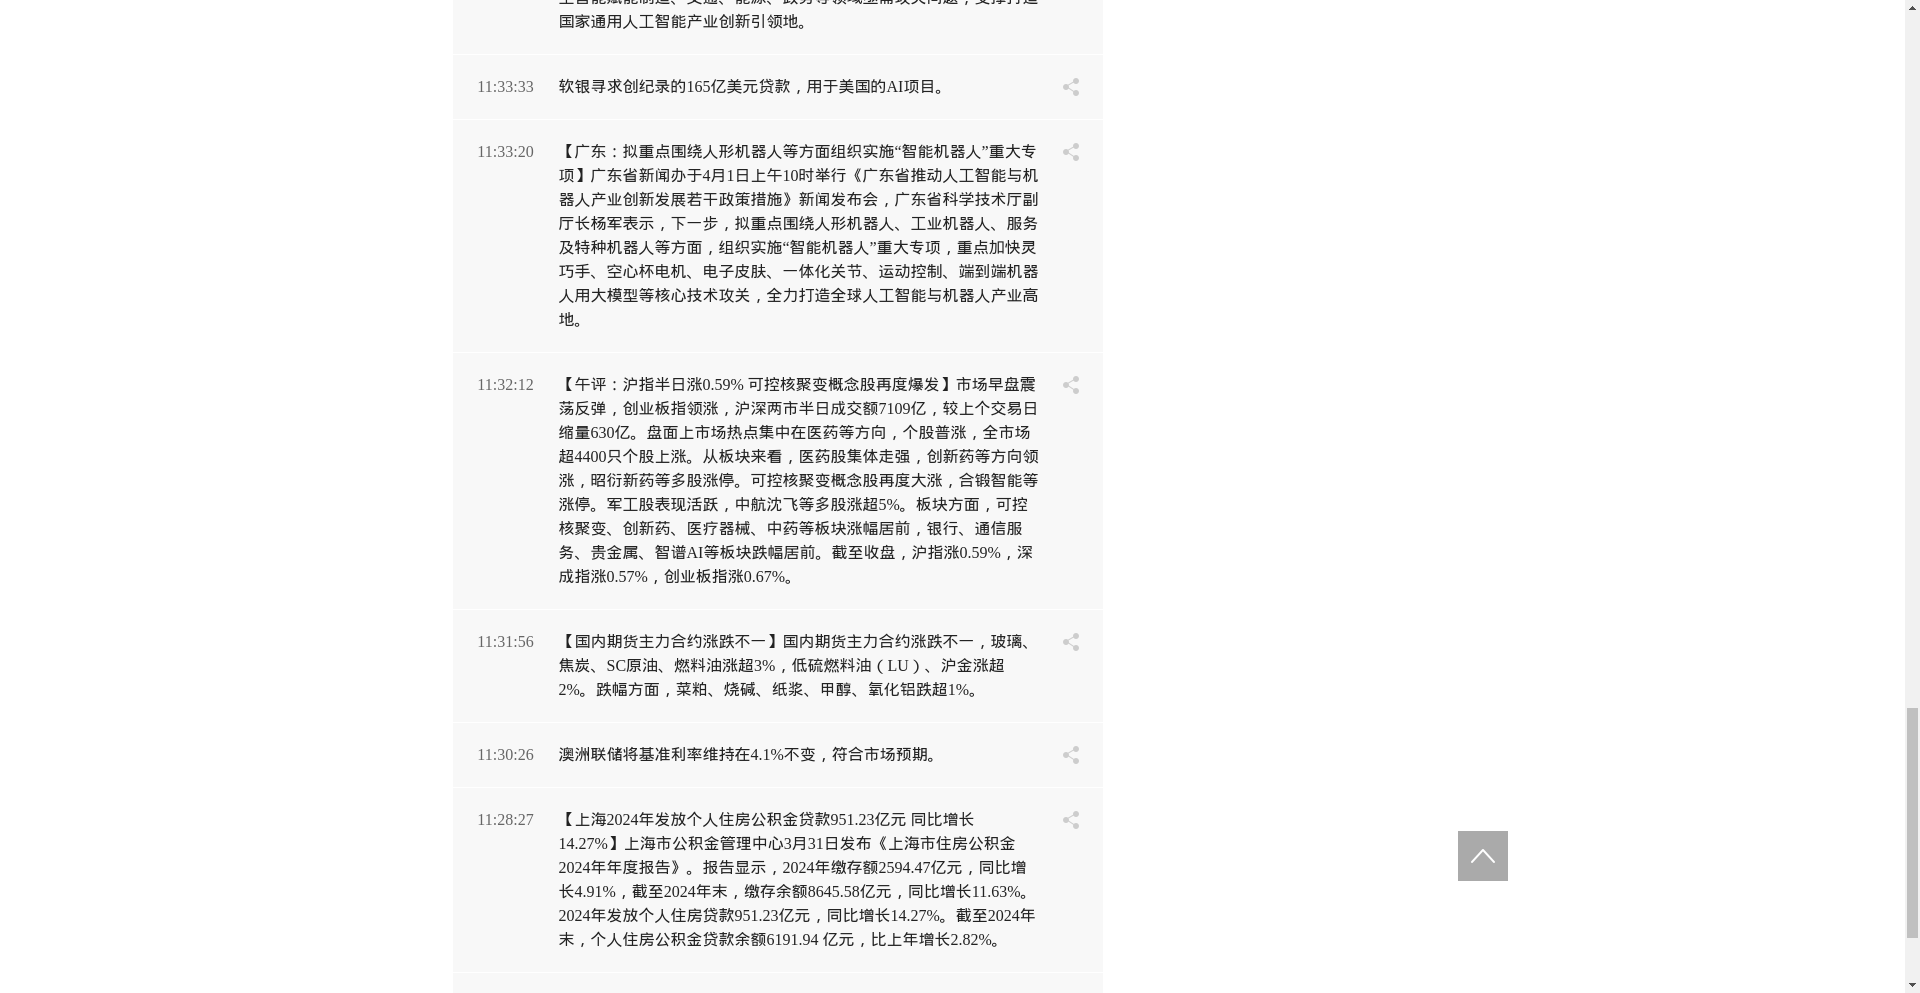 国家通用人工智能产业创新引领地。
11:33:33 软银寻求创纪录的165亿美元贷款，用于美国的AI项目。
11:33:20 【广东：拟重点围绕人形机器人等方面组织实施“智能机器人”重大专
项】广东省新闻办于4月1日上午10时举行《广东省推动人工智能与机
器人产业创新发展若干政策措施》新闻发布会，广东省科学技术厅副
厅长杨军表示，下一步，拟重点围绕人形机器人、工业机器人、服务
及特种机器人等方面，组织实施“智能机器人”重大专项，重点加快灵
巧手、空心杯电机、电子皮肤、一体化关节、运动控制、端到端机器
人用大模型等核心技术攻关，全力打造全球人工智能与机器人产业高
地。
11:32:12 【午评：沪指半日涨0.59% 可控核聚变概念股再度爆发】市场早盘震
荡反弹，创业板指领涨，沪深两市半日成交额7109亿，较上个交易日
缩量630亿。盘面上市场热点集中在医药等方向，个股普涨，全市场
超4400只个股上涨。从板块来看，医药股集体走强，创新药等方向领
涨，昭衍新药等多股涨停。可控核聚变概念股再度大涨，合锻智能等
涨停。军工股表现活跃，中航沈飞等多股涨超5%。板块方面，可控
核聚变、创新药、医疗器械、中药等板块涨幅居前，银行、通信服
务、贵金属、智谱AI等板块跌幅居前。截至收盘，沪指涨0.59%，深
成指涨0.57%，创业板指涨0.67%。
11:31:56 【国内期货主力合约涨跌不一】国内期货主力合约涨跌不一，玻璃、
焦炭、SC原油、燃料油涨超3%，低硫燃料油（LU）、沪金涨超
2%。跌幅方面，菜粕、烧碱、纸浆、甲醇、氧化铝跌超1%。
11:30:26 澳洲联储将基准利率维持在4.1%不变，符合市场预期。
11:28:27 【上海2024年发放个人住房公积金贷款951.23亿元 同比增长
14.27%】上海市公积金管理中心3月31日发布《上海市住房公积金
2024年年度报告》。报告显示，2024年缴存额2594.47亿元，同比增
长4.91%，截至2024年末，缴存余额8645.58亿元，同比增长11.63%。
2024年发放个人住房贷款951.23亿元，同比增长14.27%。截至2024年
末，个人住房公积金贷款余额6191.94 亿元，比上年增长2.82%。